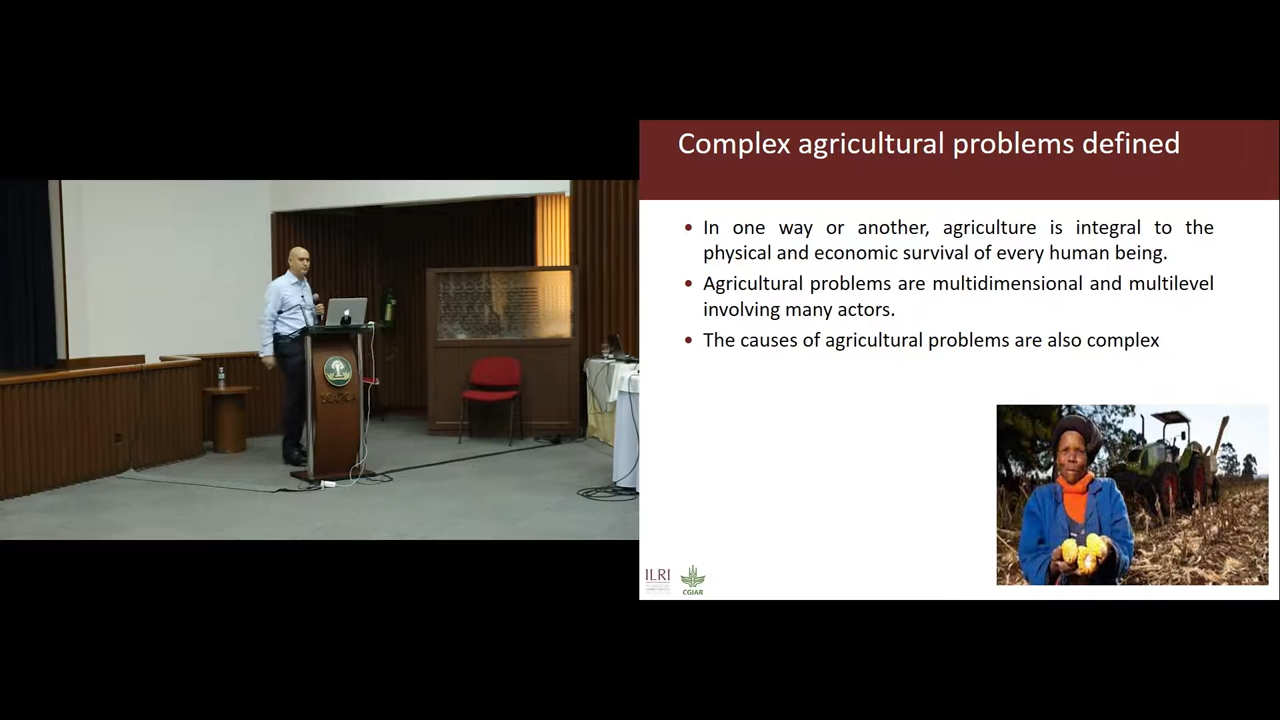 Complex agricultural problems defined
• In one way or another, agriculture is integral to the
physical and economic survival of every human being.
• Agricultural problems are multidimensional and multilevel
involving many actors.
• The causes of agricultural problems are also complex
ILRI
CGIAR